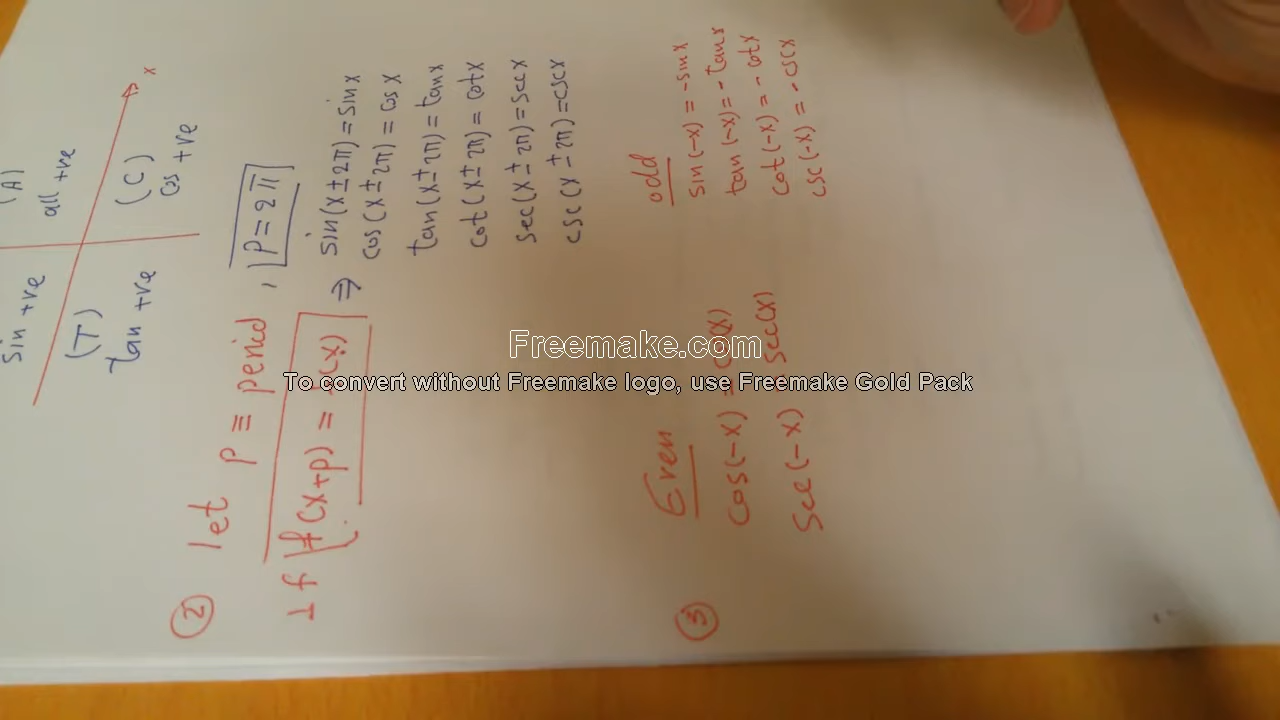 (A)
all +ve
sin +ve
x
(T)
tan +ve
(C)
cos +ve
② let p ≡ period , p = 2π
If f(x+p) = f(x) ⇒ sin(x±2π) = sin x
cos(x±2π) = cos x
tan(x±2π) = tan x
cot(x±2π) = cot x
sec(x±2π) = sec x
csc(x±2π) = csc x
③ Even
cos(-x) = c(x)
sec(-x) sec(x)
odd
sin(-x) = -sin x
tan(-x) = -tan x
cot(-x) = -cot x
csc(-x) = -csc x
Freemake.com
To convert without Freemake logo, use Freemake Gold Pack